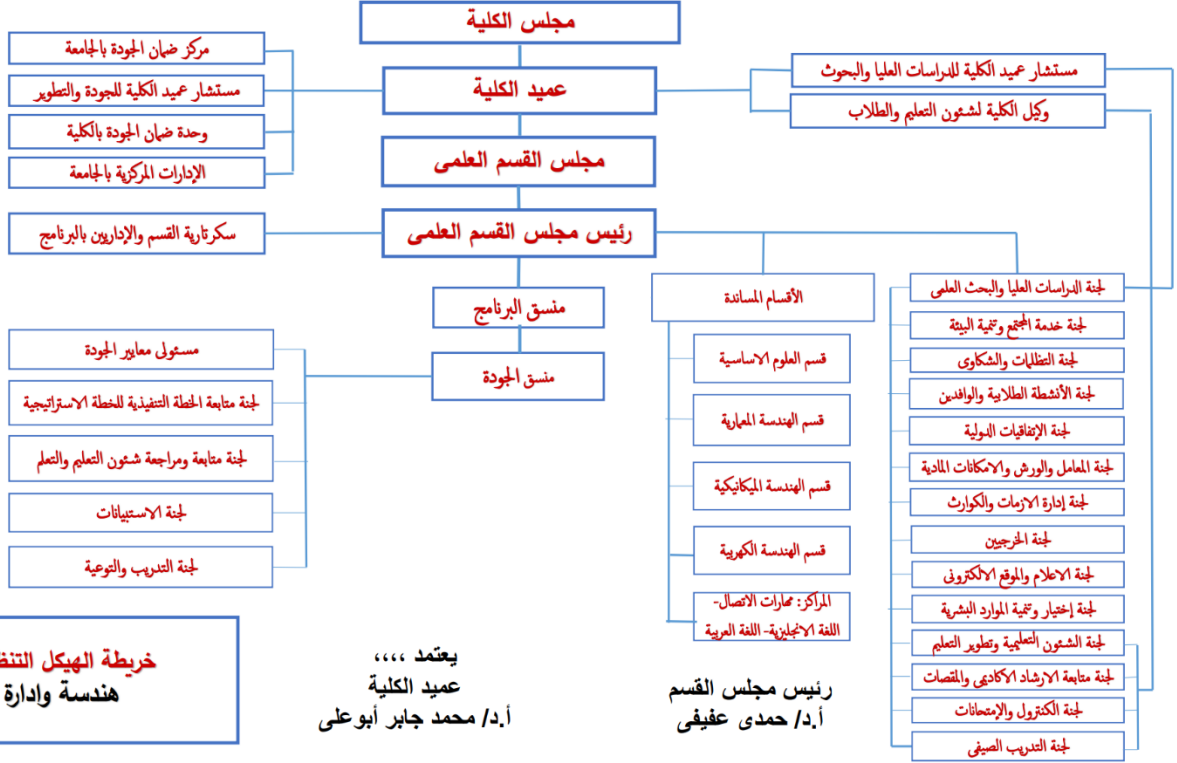 مجلس الكلية
عميد الكلية
مجلس القسم العلمى
رئيس مجلس القسم العلمى
منسق البرنامج
منسق الجودة
مستشار عميد الكلية للدراسات العليا والبحوث
وكيل الكلية لشئون التعليم والطلاب
مركز ضمان الجودة بالجامعة
مستشار عميد الكلية للجودة والتطوير
وحدة ضمان الجودة بالكلية
الإدارات المركزية بالجامعة
سكرتارية القسم والإداريين بالبرنامج
لجنة الدراسات العليا والبحث العلمى
لجنة خدمة المجتمع وتنمية البيئة
لجنة التظلمات والشكاوى
لجنة الأنشطة الطلابية والوافدين
لجنة الإتفاقيات الدولية
لجنة المعامل والورش والامكانات المادية
لجنة إدارة الازمات والكوارث
لجنة الخرجيين
لجنة الاعلام والموقع الالكترونى
لجنة إختيار وتنمية الموارد البشرية
لجنة الشئون التعليمية وتطوير التعليم
لجنة متابعة الارشاد الاكاديمى والمقصات
لجنة الكنترول والإمتحانات
لجنة التدريب الصيفى
الأقسام المساندة
قسم العلوم الاساسية
قسم الهندسة المعمارية
قسم الهندسة الميكانيكية
قسم الهندسة الكهربية
المراكز: مهارات الاتصال-
اللغة الانجليزية- اللغة العربية
مسئولى معايير الجودة
لجنة متابعة الخطة التنفيذية للخطة الاستراتيجية
لجنة متابعة ومراجعة شئون التعليم والتعلم
لجنة الاستبيانات
لجنة التدريب والتوعية
رئيس مجلس القسم
أ.د/ حمدى عفيفى
يعتمد ،،،،
عميد الكلية
أ.د/ محمد جابر أبوعلى
خريطة الهيكل
هندسة وإدارة